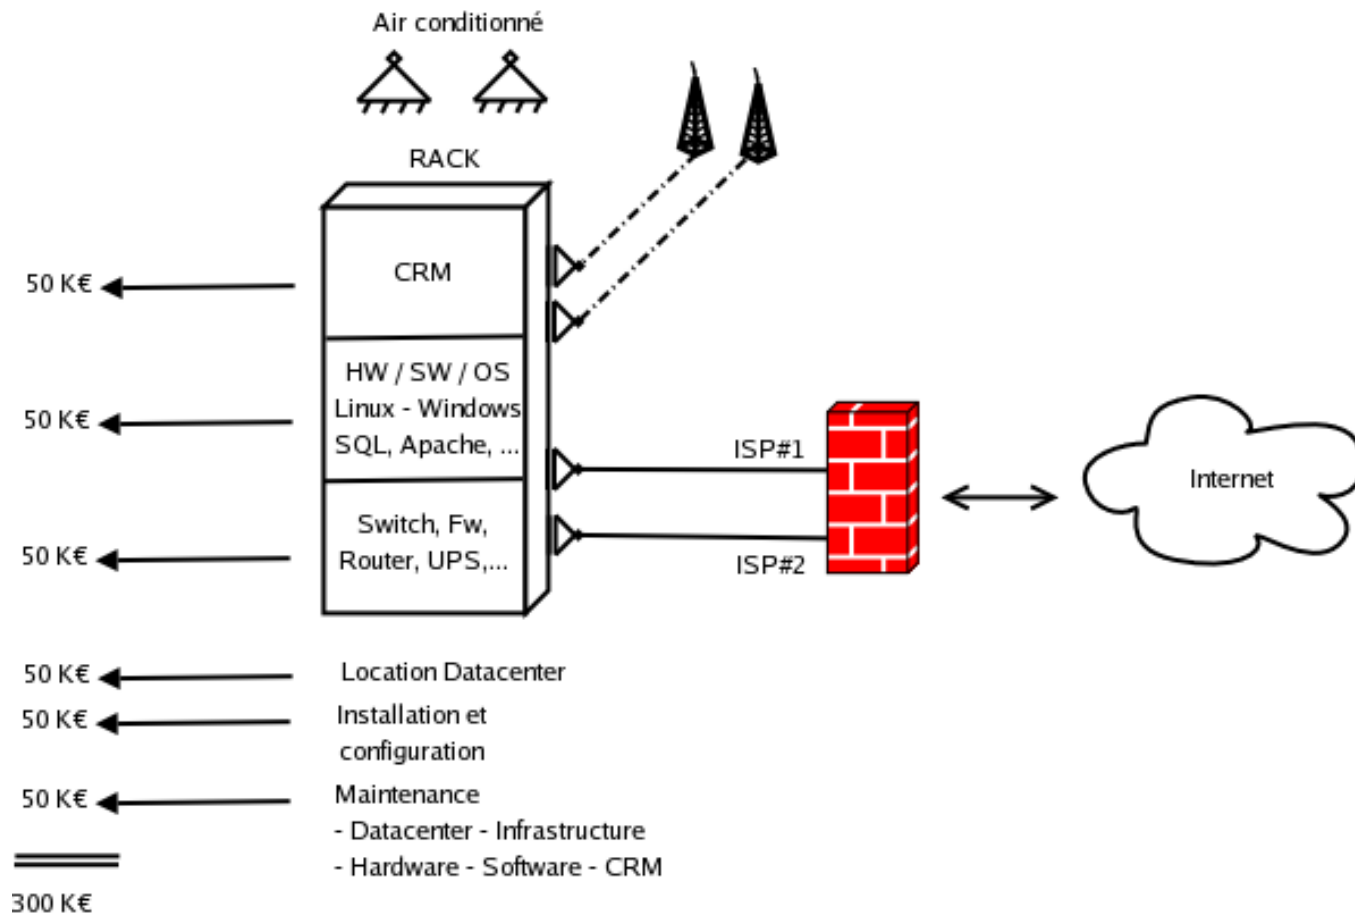 Air conditionné
RACK
CRM
50 K€
HW / SW / OS
Linux - Windows
SQL, Apache, ...
50 K€
ISP#1
Internet
Switch, Fw,
Router, UPS,...
50 K€
ISP#2
50 K€
Location Datacenter
50 K€
Installation et
configuration
50 K€
Maintenance
- Datacenter - Infrastructure
- Hardware - Software - CRM
300 K€